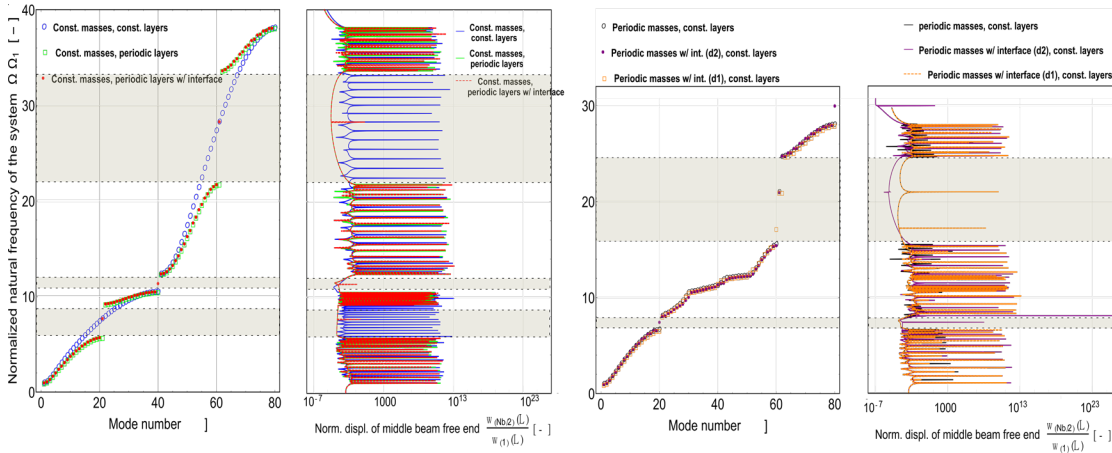 Normalized natural frequency of the system Ω Ω₁ [ - ]
40
30
20
10
0
Const. masses, const. layers
Const. masses, periodic layers
Const. masses, periodic layers w/ interface
0 20 40 60 80
Mode number ]
Const. masses,
const. layers
Const. masses,
periodic layers
Const. masses,
periodic layers w/ interface
10⁻⁷ 1000 10¹³ 10²³
Norm. displ. of middle beam free end w(Nb,2)(L) / w(1)(L) [ - ]
30
20
10
0
Periodic masses, const. layers
Periodic masses w/ int. (d2), const. layers
Periodic masses w/ int. (d1), const. layers
0 20 40 60 80
Mode number ]
periodic masses, const. layers
Periodic masses w/ interface (d2), const. layers
Periodic masses w/ interface (d1), const. layers
10⁻⁷ 1000 10¹³ 10²³
Norm. displ. of middle beam free end w(Nb,2)(L) / w(1)(L) [ - ]